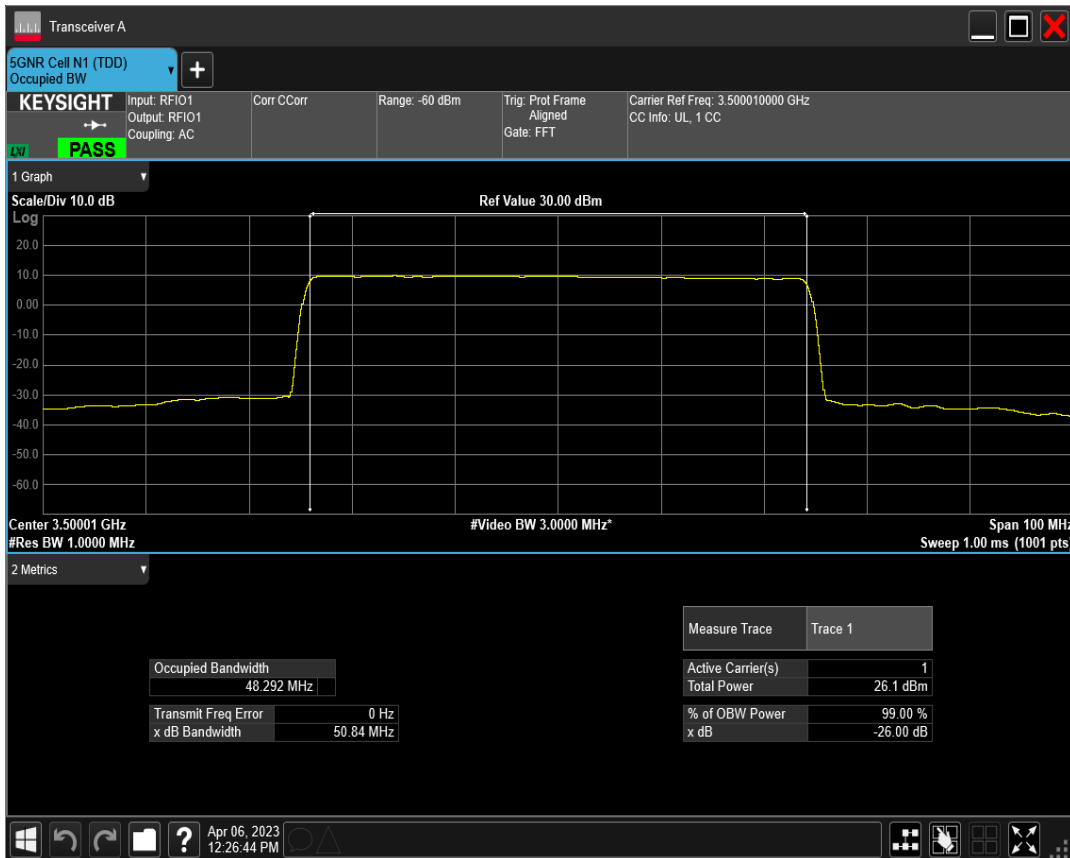 Transceiver A
5GNR Cell N1 (TDD)
Occupied BW
+
KEYSIGHT
LXI
PASS
Input: RFIO1
Output: RFIO1
Coupling: AC
Corr CCorr
Range: -60 dBm
Trig: Prot Frame
Aligned
Gate: FFT
Carrier Ref Freq: 3.500010000 GHz
CC Info: UL, 1 CC
1 Graph
Scale/Div 10.0 dB
Ref Value 30.00 dBm
Log
20.0
10.0
0.00
-10.0
-20.0
-30.0
-40.0
-50.0
-60.0
Center 3.50001 GHz
#Video BW 3.0000 MHz*
Span 100 MHz
#Res BW 1.0000 MHz
Sweep 1.00 ms (1001 pts)
2 Metrics
Measure Trace Trace 1
Occupied Bandwidth
48.292 MHz
Active Carrier(s) 1
Total Power 26.1 dBm
Transmit Freq Error 0 Hz
x dB Bandwidth 50.84 MHz
% of OBW Power 99.00 %
x dB -26.00 dB
?
Apr 06, 2023
12:26:44 PM